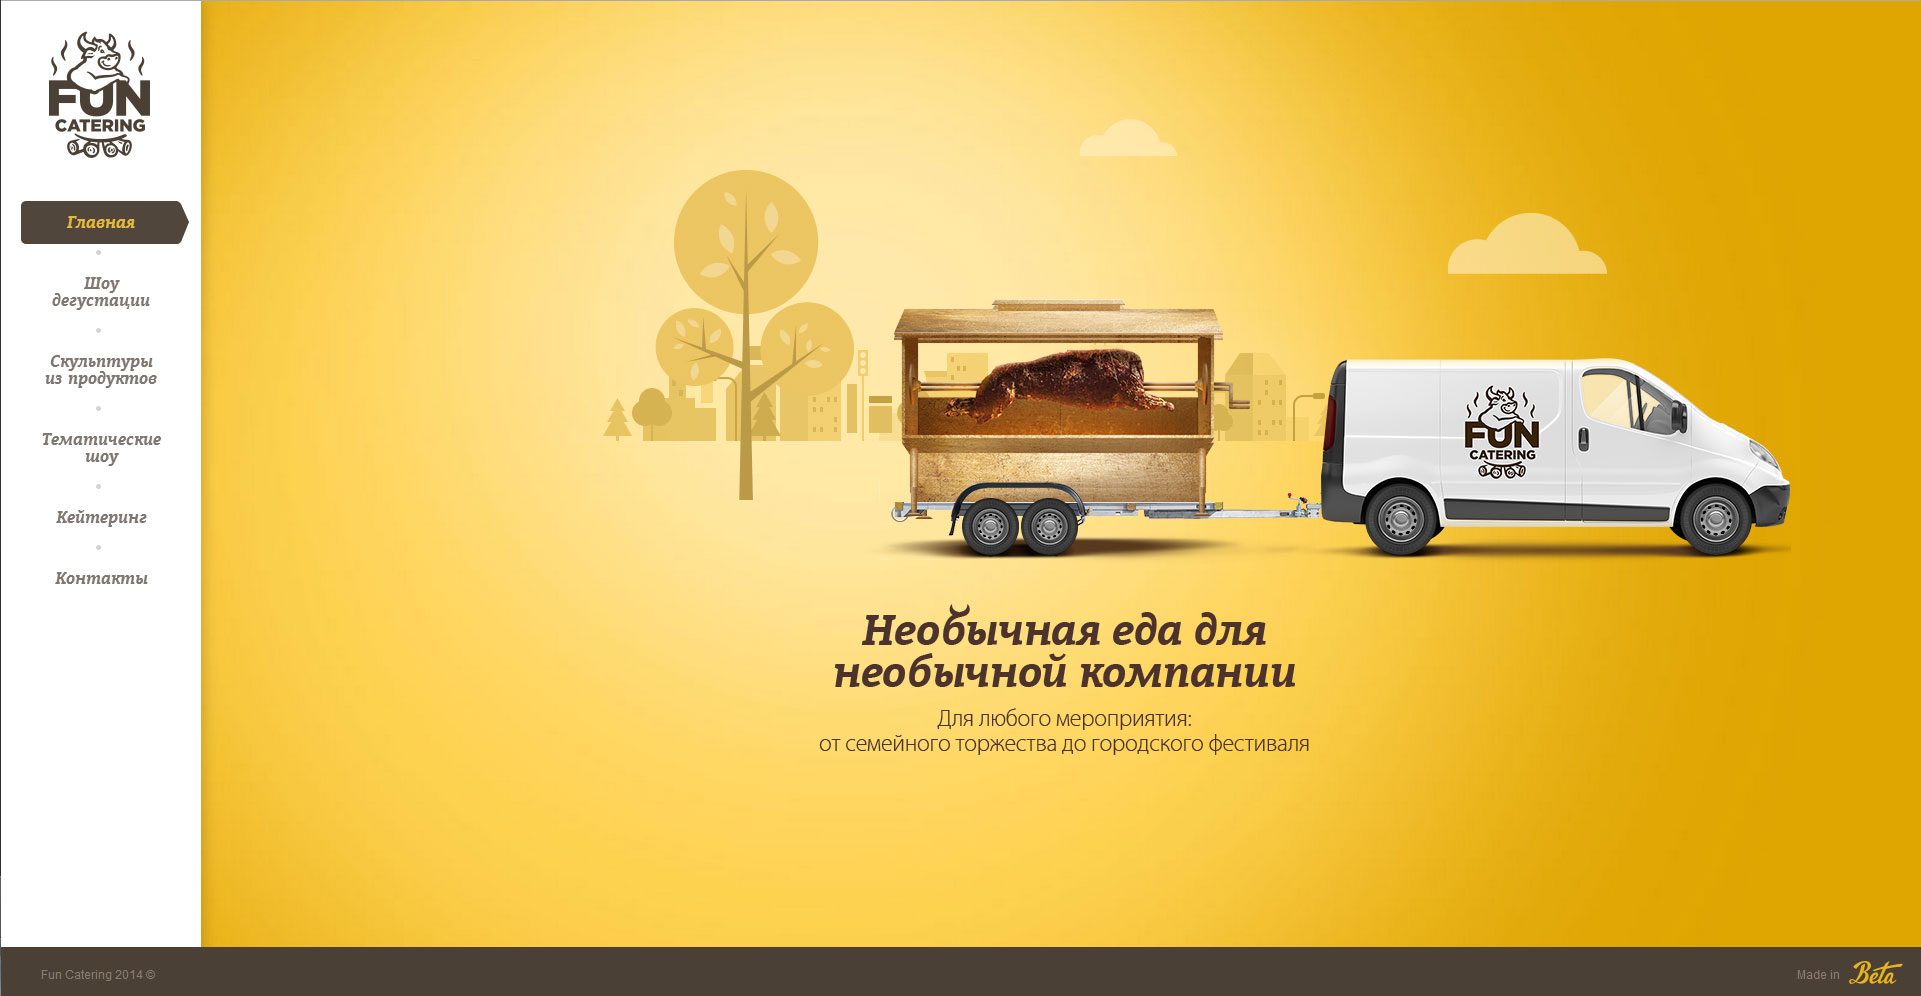 FUN
CATERING
Главная
Шоу
дегустации
Скульптуры
из продуктов
Тематические
шоу
Кейтеринг
Контакты
FUN
CATERING
Необычная еда для
необычной компании
Для любого мероприятия:
от семейного торжества до городского фестиваля
Fun Catering 2014 ©
Made in Beta